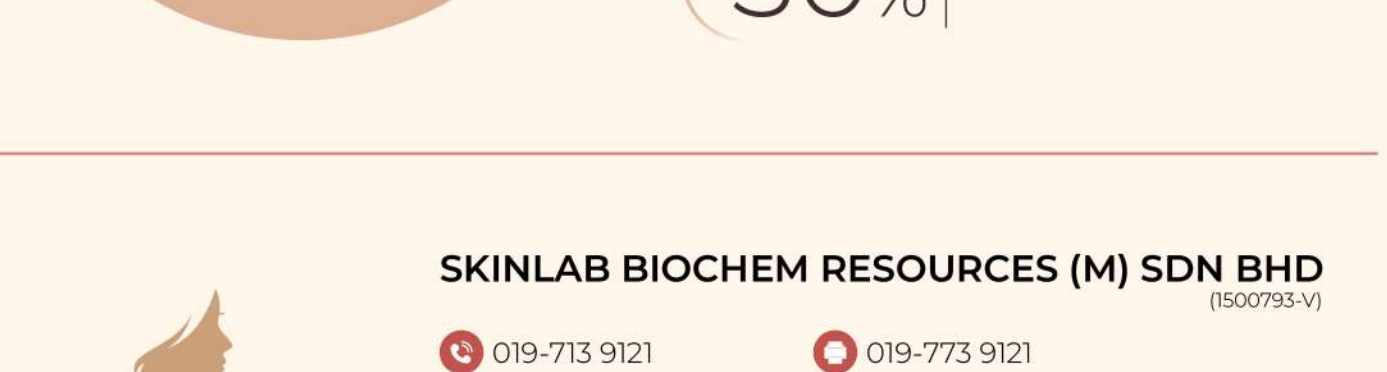 SKINLAB BIOCHEM RESOURCES (M) SDN BHD
(1500793-V)
019-713 9121 019-773 9121